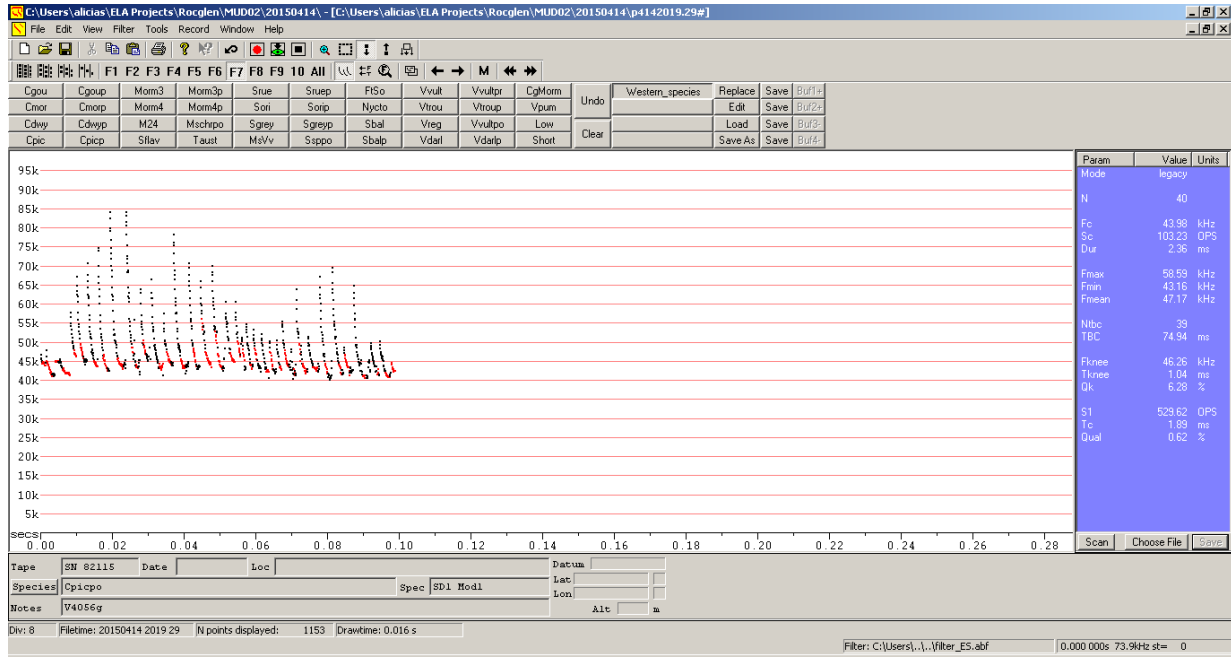 C:\Users\alicias\ELA Projects\Rocglen\MUD02\20150414\ - [C:\Users\alicias\ELA Projects\Rocglen\MUD02\20150414\p4142019.29#]
File Edit View Filter Tools Record Window Help
F1 F2 F3 F4 F5 F6 F7 F8 F9 10 All M
Cgou Cgoup Morm3 Morm3p Srue Sruep FtSo Vvult Vvultpr CgMorm Undo Western_species Replace Save Buf1+
Cmor Cmorp Morm4 Morm4p Sori Sorip Nycto Vtrou Vtroup Vpum Edit Save Buf2+
Cdwy Cdwyp M24 Mschrpo Sgrey Sgreyp Sbal Vreg Vvultpo Low Clear Load Save Buf3-
Cpic Cpicp Sflav Taust MsVv Ssppo Sbalp Vdarl Vdarlp Short Save As Save Buf4-
Param Value Units
Mode legacy
N 40
Fc 43.98 kHz
Sc 103.23 OPS
Dur 2.36 ms
Fmax 58.59 kHz
Fmin 43.16 kHz
Fmean 47.17 kHz
Ntbc 39
TBC 74.94 ms
Fknee 46.26 kHz
Tknee 1.04 ms
Qk 6.28 %
S1 529.62 OPS
Tc 1.89 ms
Qual 0.62 %
Scan Choose File Save
95k
90k
85k
80k
75k
70k
65k
60k
55k
50k
45k
40k
35k
30k
25k
20k
15k
10k
5k
secs
0.00 0.02 0.04 0.06 0.08 0.10 0.12 0.14 0.16 0.18 0.20 0.22 0.24 0.26 0.28
Tape SN 82115 Date Loc Datum
Species Cpicpo Spec SD1 Mod1 Lat
Lon
Notes V4056g Alt m
Div: 8 Filetime: 20150414 2019 29 N points displayed: 1153 Drawtime: 0.016 s
Filter: C:\Users\..\..\filter_ES.abf 0.000 000s 73.9kHz st= 0